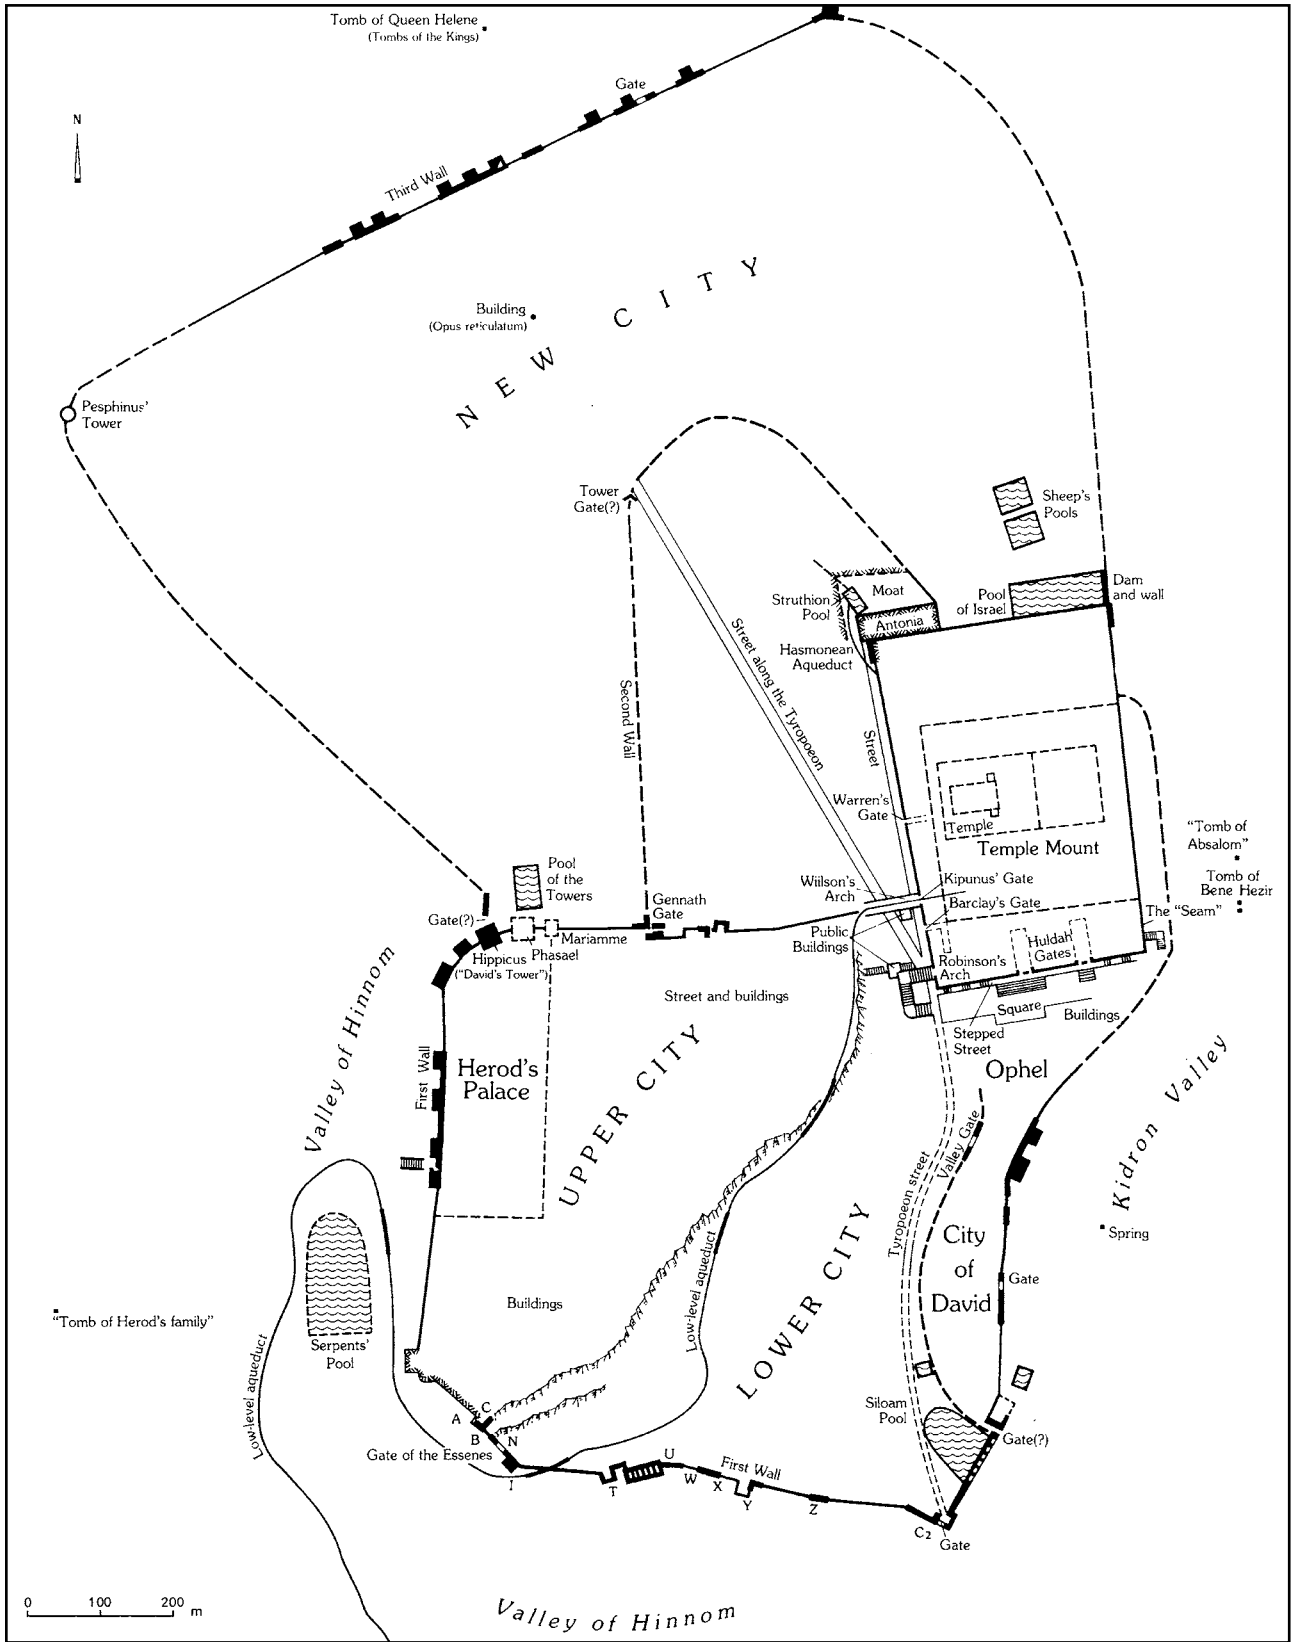 Tomb of Queen Helene
(Tombs of the Kings)
N
Gate
Third Wall
NEW CITY
Building
(Opus reticulatum)
Pesphinus'
Tower
Tower
Gate(?)
Sheep's
Pools
Struthion
Pool
Moat
Antonia
Pool
of Israel
Dam
and wall
Hasmonean
Aqueduct
Street along the Tyropoeon
Second Wall
Street
Warren's
Gate
Temple
Temple Mount
"Tomb of
Absalom"
Tomb of
Bene Hezir
Pool
of the
Towers
Gennath
Gate
Wiilson's
Arch
Kipunus' Gate
Barclay's Gate
The "Seam"
Gate(?)
Mariamme
Phasael
Hippicus
("David's Tower")
Public
Buildings
Huldah
Gates
Robinson's
Arch
Valley of Hinnom
Street and buildings
Square
Buildings
Stepped
Street
Ophel
First Wall
Herod's
Palace
UPPER CITY
Kidron Valley
Valley Gate
Tyropoeon street
Spring
City
of
David
Gate
LOWER CITY
Low-level aqueduct
Buildings
"Tomb of Herod's family"
Serpents'
Pool
Low-level aqueduct
Siloam
Pool
Gate(?)
A
C
B
N
Gate of the Essenes
I
T
U
W
X
First Wall
Y
Z
C2
Gate
0 100 200 m
Valley of Hinnom